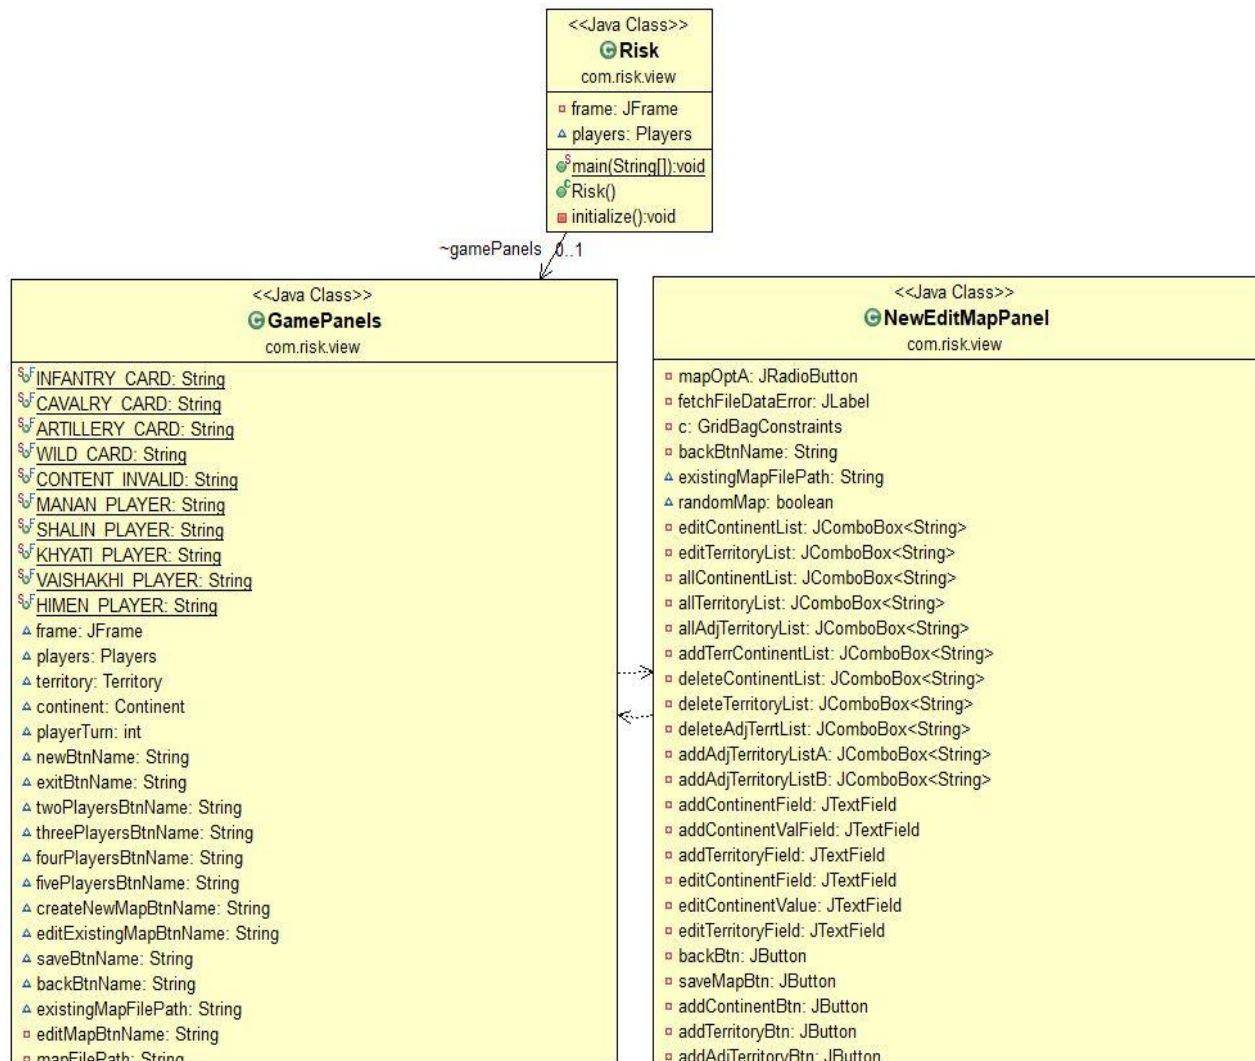 <<Java Class>>
Risk
com.risk.view
frame: JFrame
players: Players
main(String[]):void
Risk()
initialize():void
~gamePanels 0..1
<<Java Class>>
GamePanels
com.risk.view
INFANTRY_CARD: String
CAVALRY_CARD: String
ARTILLERY_CARD: String
WILD_CARD: String
CONTENT_INVALID: String
MANAN_PLAYER: String
SHALIN_PLAYER: String
KHYATI_PLAYER: String
VAISHAKHI_PLAYER: String
HIMEN_PLAYER: String
frame: JFrame
players: Players
territory: Territory
continent: Continent
playerTurn: int
newBtnName: String
exitBtnName: String
twoPlayersBtnName: String
threePlayersBtnName: String
fourPlayersBtnName: String
fivePlayersBtnName: String
createNewMapBtnName: String
editExistingMapBtnName: String
saveBtnName: String
backBtnName: String
existingMapFilePath: String
editMapBtnName: String
mapFilePath: String
<<Java Class>>
NewEditMapPanel
com.risk.view
mapOptA: JRadioButton
fetchFileDataError: JLabel
c: GridBagConstraints
backBtnName: String
existingMapFilePath: String
randomMap: boolean
editContinentList: JComboBox<String>
editTerritoryList: JComboBox<String>
allContinentList: JComboBox<String>
allTerritoryList: JComboBox<String>
allAdjTerritoryList: JComboBox<String>
addTerrContinentList: JComboBox<String>
deleteContinentList: JComboBox<String>
deleteTerritoryList: JComboBox<String>
deleteAdjTerrtList: JComboBox<String>
addAdjTerritoryListA: JComboBox<String>
addAdjTerritoryListB: JComboBox<String>
addContinentField: JTextField
addContinentValField: JTextField
addTerritoryField: JTextField
editContinentField: JTextField
editContinentValue: JTextField
editTerritoryField: JTextField
backBtn: JButton
saveMapBtn: JButton
addContinentBtn: JButton
addTerritoryBtn: JButton
addAdjTerritoryBtn: JButton